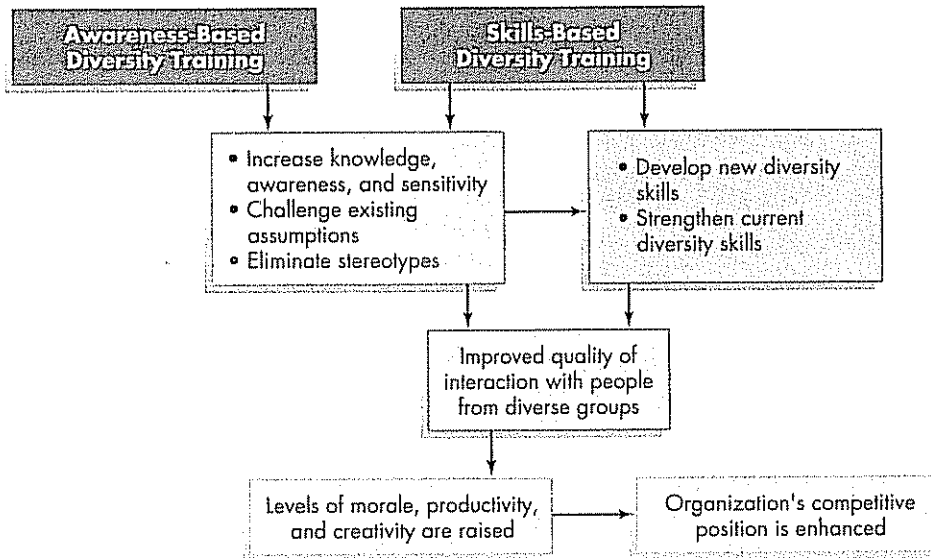 Awareness-Based
Diversity Training
Skills-Based
Diversity Training
• Increase knowledge,
awareness, and sensitivity
• Challenge existing
assumptions
• Eliminate stereotypes
• Develop new diversity
skills
• Strengthen current
diversity skills
Improved quality of
interaction with people
from diverse groups
Levels of morale, productivity,
and creativity are raised
Organization's competitive
position is enhanced